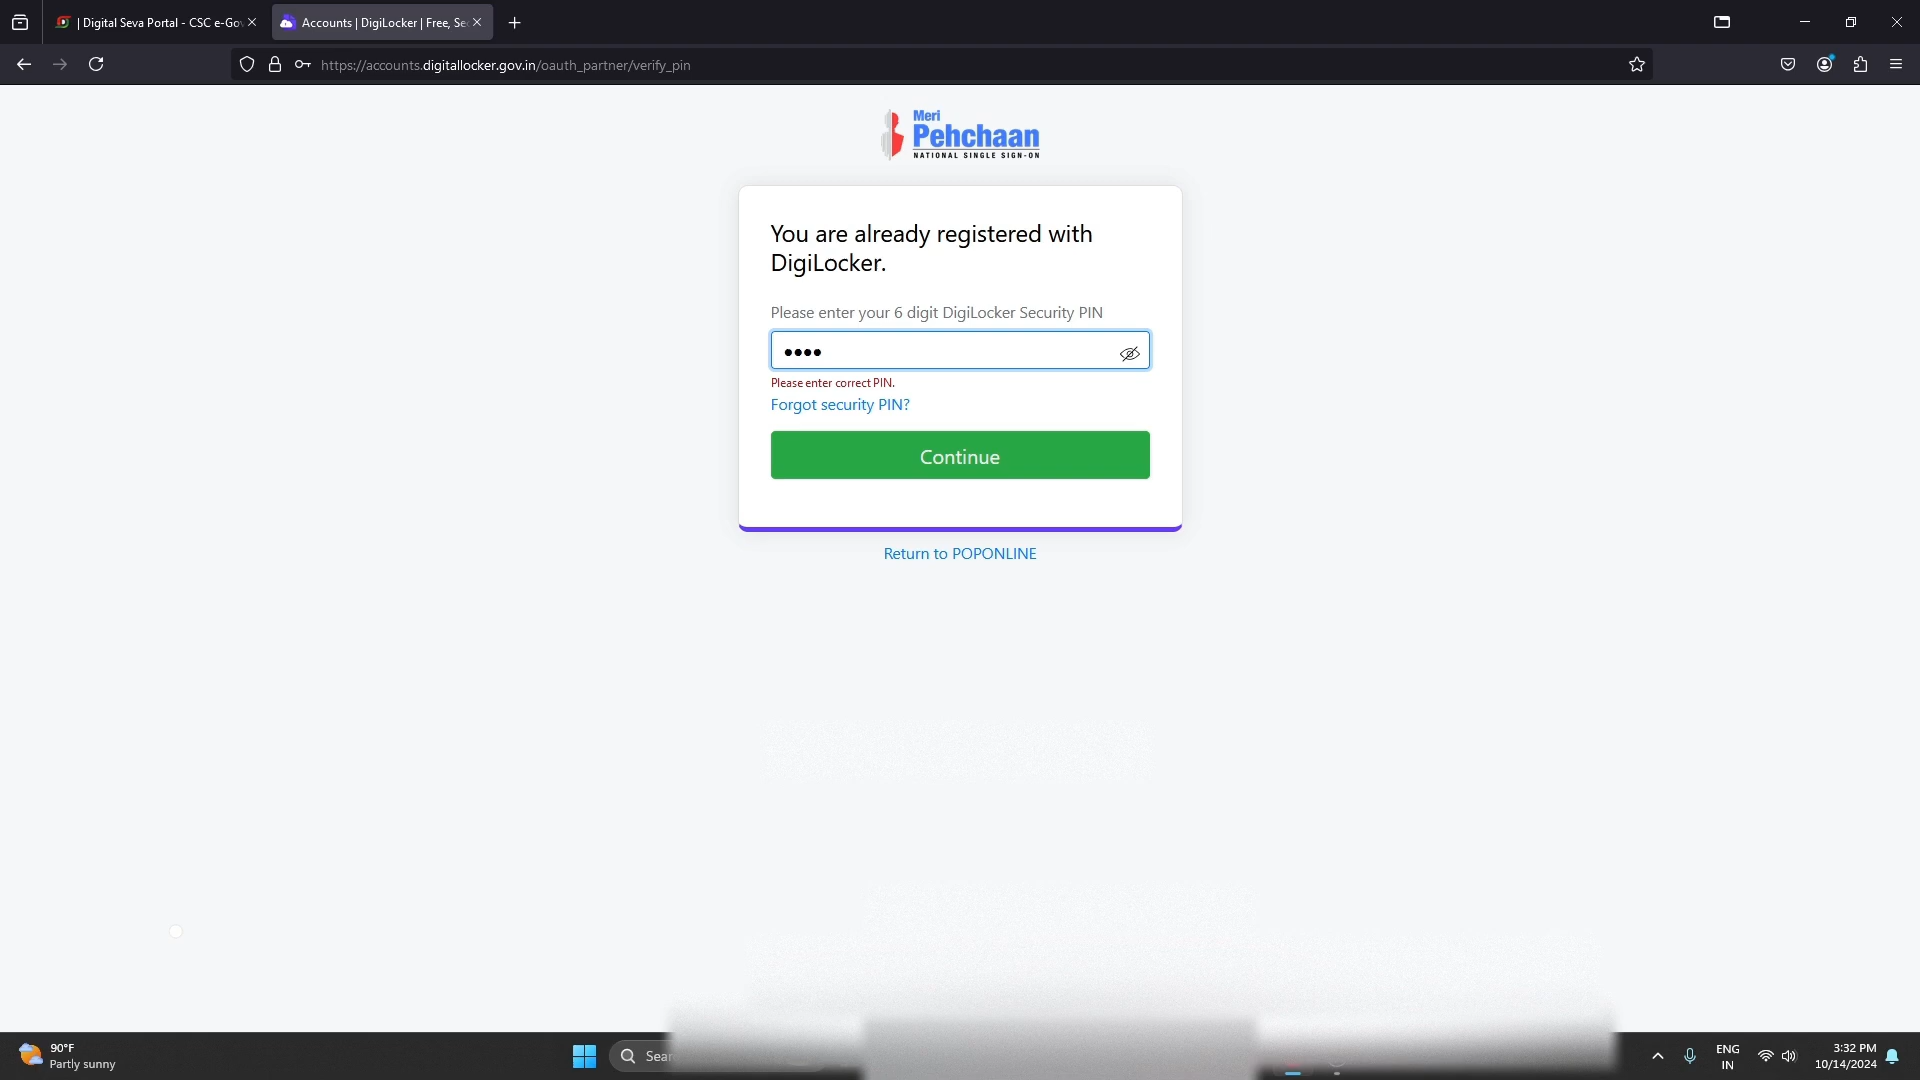 | Digital Seva Portal - CSC e-Gov
Accounts | DigiLocker | Free, Sec
https://accounts.digitallocker.gov.in/oauth_partner/verify_pin
Meri
Pehchaan
NATIONAL SINGLE SIGN-ON
You are already registered with
DigiLocker.
Please enter your 6 digit DigiLocker Security PIN
••••
Please enter correct PIN.
Forgot security PIN?
Continue
Return to POPONLINE
90°F
Partly sunny
Sear
ENG
IN
3:32 PM
10/14/2024